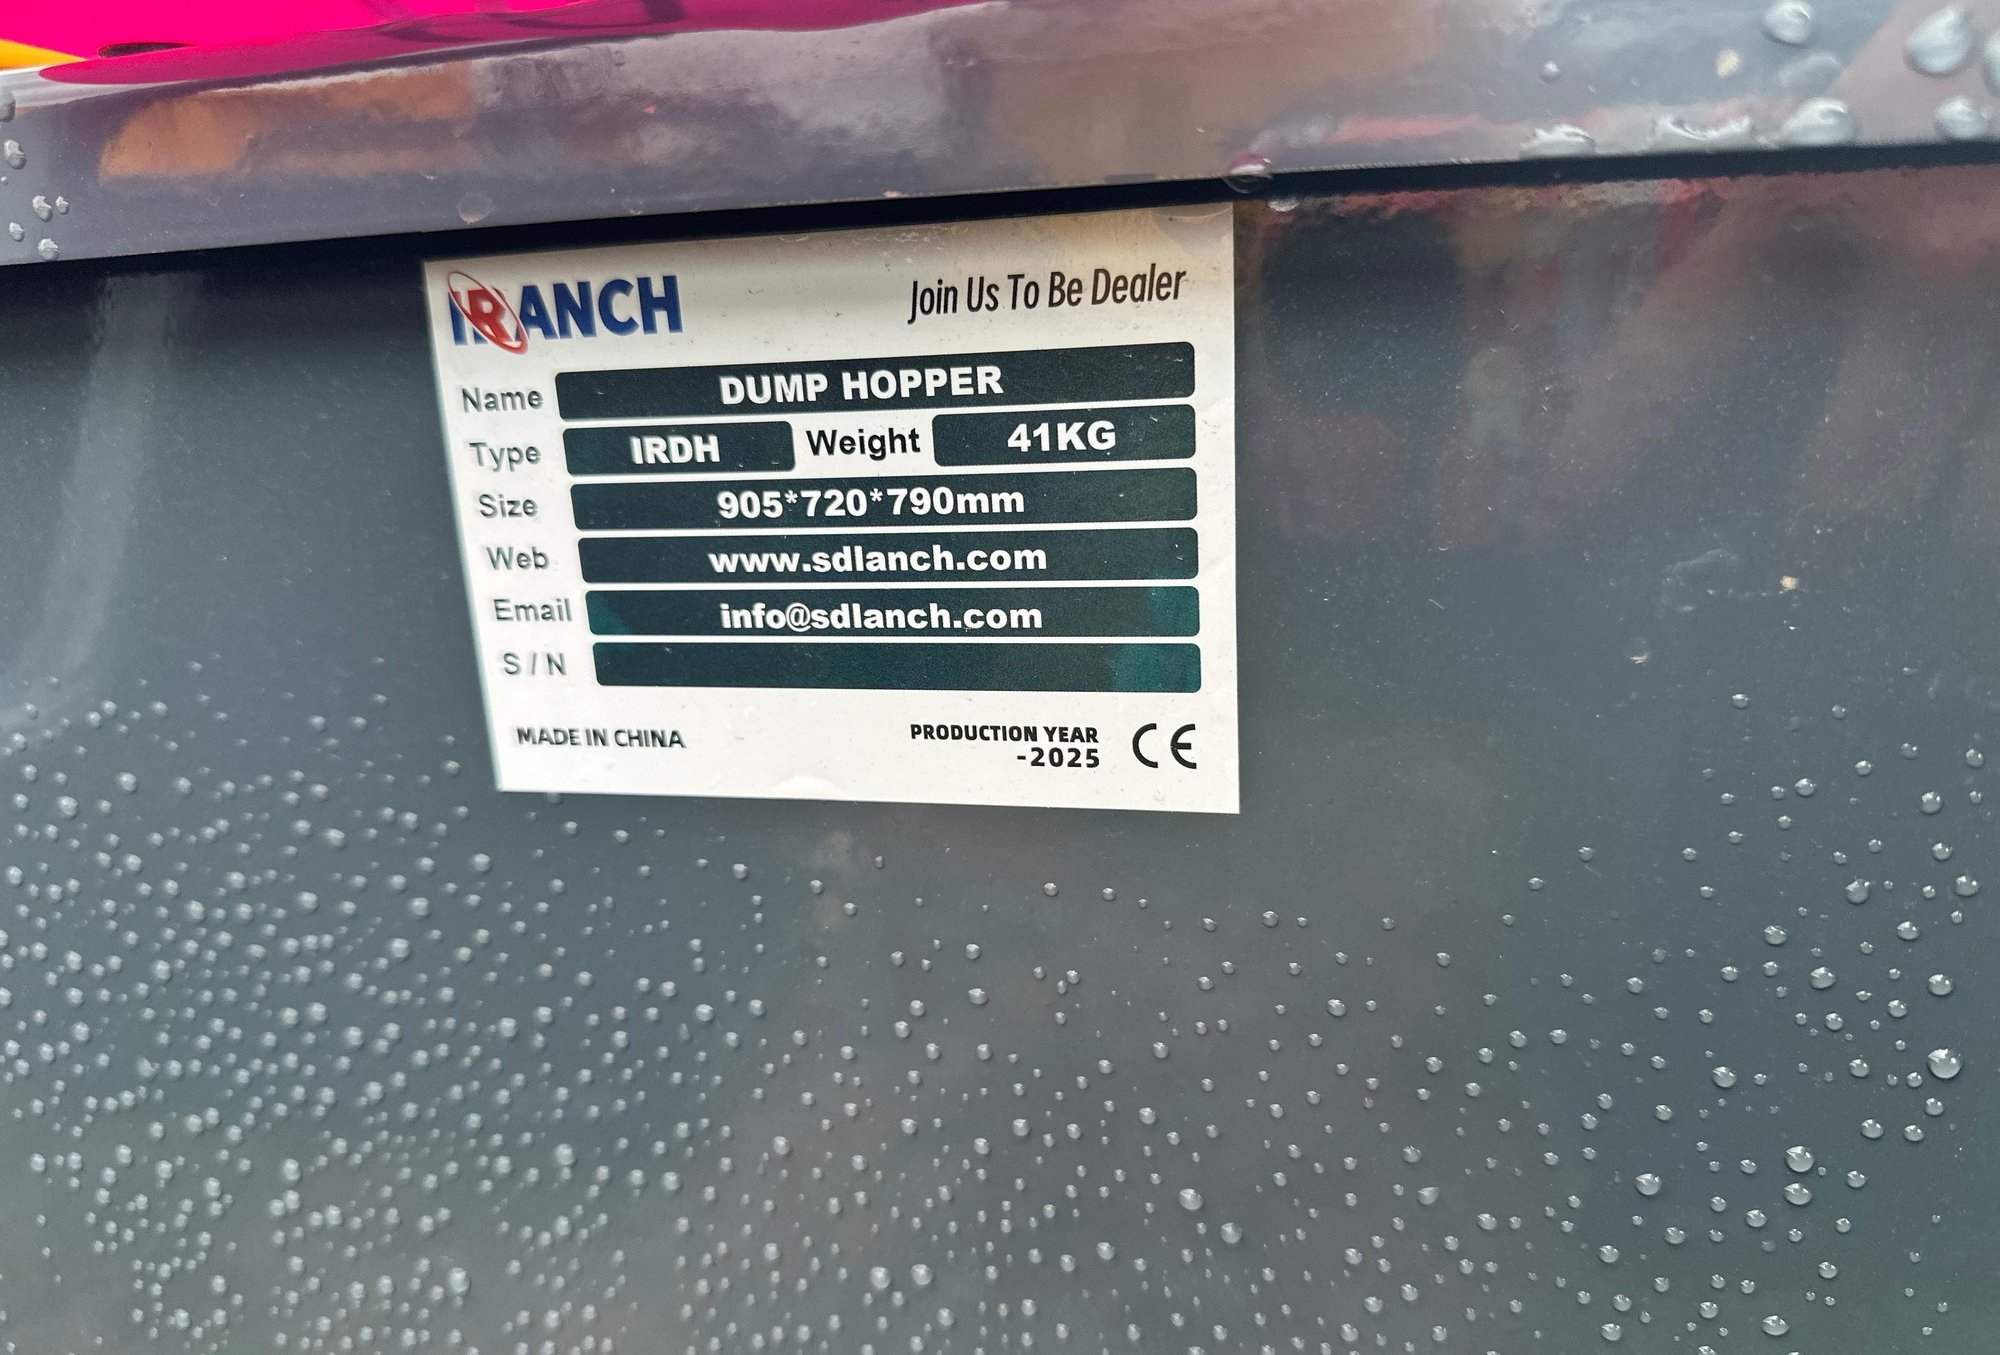 IRANCH Join Us To Be Dealer
Name DUMP HOPPER
Type IRDH Weight 41KG
Size 905*720*790mm
Web www.sdlanch.com
Email info@sdlanch.com
S/N
MADE IN CHINA PRODUCTION YEAR CE
-2025